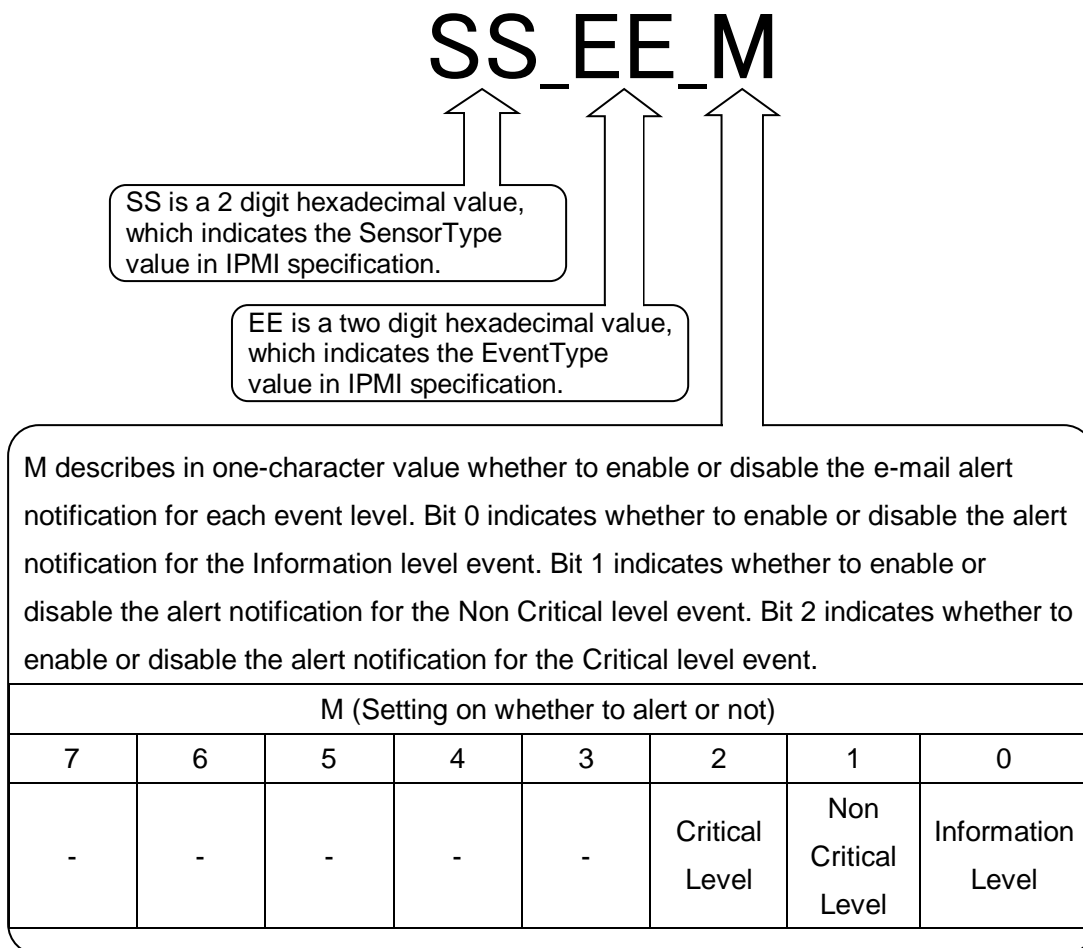 SS_EE_M
SS is a 2 digit hexadecimal value,
which indicates the SensorType
value in IPMI specification.
EE is a two digit hexadecimal value,
which indicates the EventType
value in IPMI specification.
M describes in one-character value whether to enable or disable the e-mail alert
notification for each event level. Bit 0 indicates whether to enable or disable the alert
notification for the Information level event. Bit 1 indicates whether to enable or
disable the alert notification for the Non Critical level event. Bit 2 indicates whether to
enable or disable the alert notification for the Critical level event.
M (Setting on whether to alert or not)
7 6 5 4 3 2 1 0
- - - - - Critical Level Non Critical Level Information Level